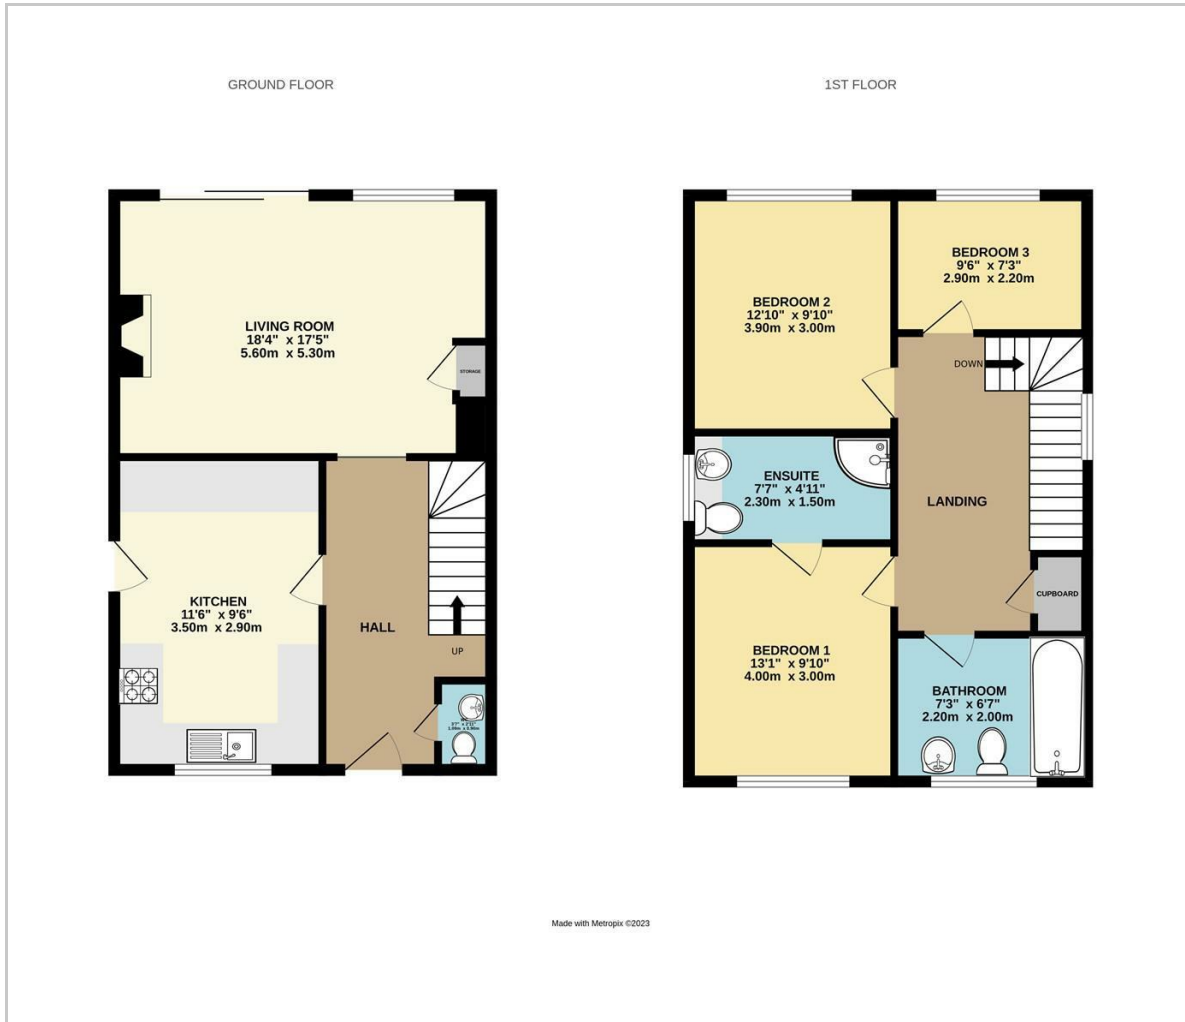 GROUND FLOOR
1ST FLOOR
LIVING ROOM
18'4" x 17'5"
5.60m x 5.30m
STORAGE
KITCHEN
11'6" x 9'6"
3.50m x 2.90m
HALL
UP
BEDROOM 2
12'10" x 9'10"
3.90m x 3.00m
BEDROOM 3
9'6" x 7'3"
2.90m x 2.20m
DOWN
ENSUITE
7'7" x 4'11"
2.30m x 1.50m
LANDING
CUPBOARD
BEDROOM 1
13'1" x 9'10"
4.00m x 3.00m
BATHROOM
7'3" x 6'7"
2.20m x 2.00m
Made with Metropix ©2023